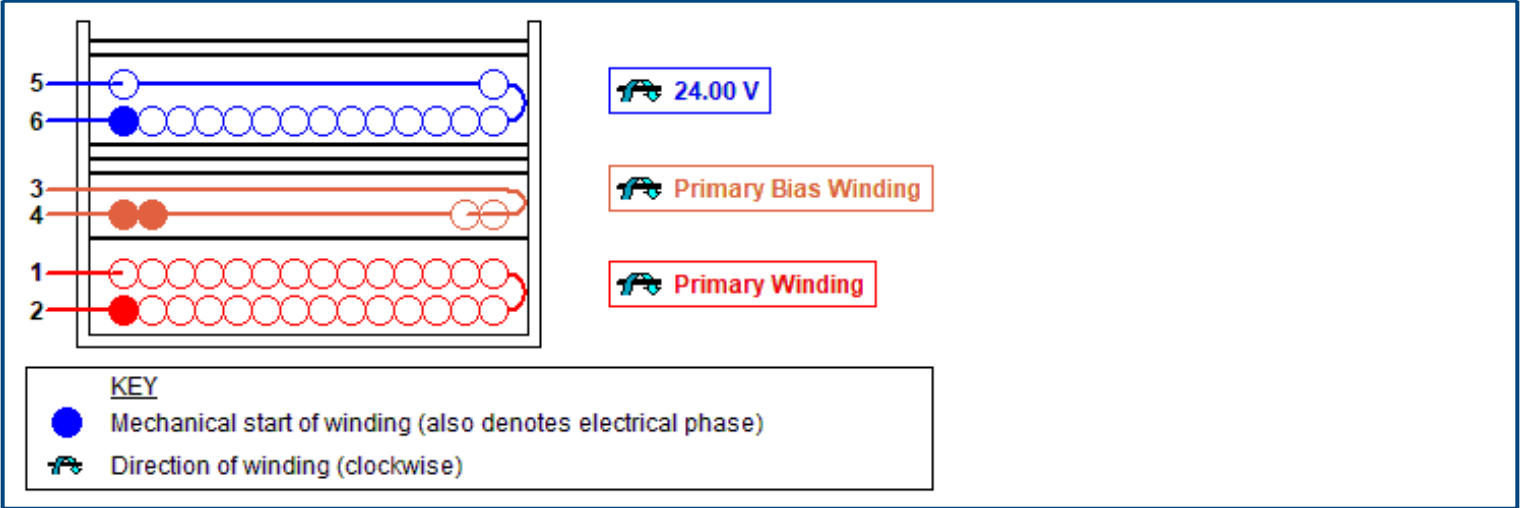 5
24.00 V
6
3
Primary Bias Winding
4
1
Primary Winding
2
KEY
Mechanical start of winding (also denotes electrical phase)
Direction of winding (clockwise)